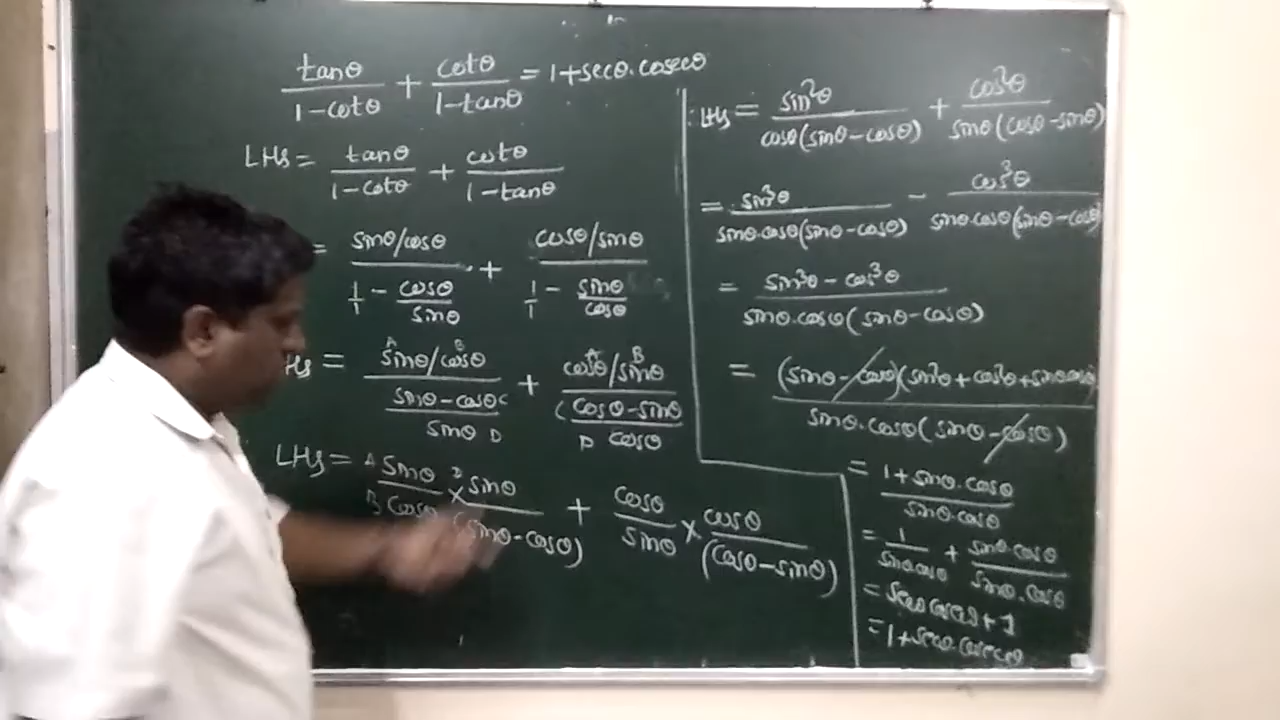 tanθ/(1-cotθ) + cotθ/(1-tanθ) = 1+secθ.cosecθ
LHS = tanθ/(1-cotθ) + cotθ/(1-tanθ)
= (sinθ/cosθ)/(1/1 - cosθ/sinθ) + (cosθ/sinθ)/(1/1 - sinθ/cosθ)
= (sinθ/cosθ)/((sinθ-cosθ)/sinθ) + (cosθ/sinθ)/((cosθ-sinθ)/cosθ)
LHS = sinθ/cosθ × sinθ/(sinθ-cosθ) + cosθ/sinθ × cosθ/(cosθ-sinθ)
LHS = sin²θ/(cosθ(sinθ-cosθ)) + cos²θ/(sinθ(cosθ-sinθ))
= sin³θ/(sinθ.cosθ(sinθ-cosθ)) - cos³θ/(sinθ.cosθ(sinθ-cosθ))
= (sin³θ - cos³θ)/(sinθ.cosθ(sinθ-cosθ))
= (sinθ-cosθ)(sin²θ+cos²θ+sinθcosθ)/(sinθ.cosθ(sinθ-cosθ))
= (1+sinθ.cosθ)/(sinθ.cosθ)
= 1/(sinθcosθ) + (sinθ.cosθ)/(sinθ.cosθ)
= secθ cosecθ + 1
= 1+secθ.cosecθ